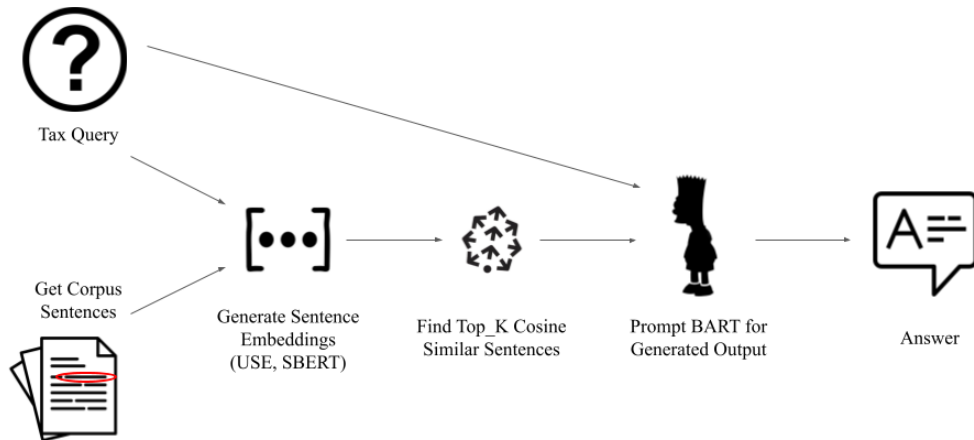 ?
Tax Query
Get Corpus
Sentences
[•••]
Generate Sentence
Embeddings
(USE, SBERT)
Find Top_K Cosine
Similar Sentences
Prompt BART for
Generated Output
A
Answer